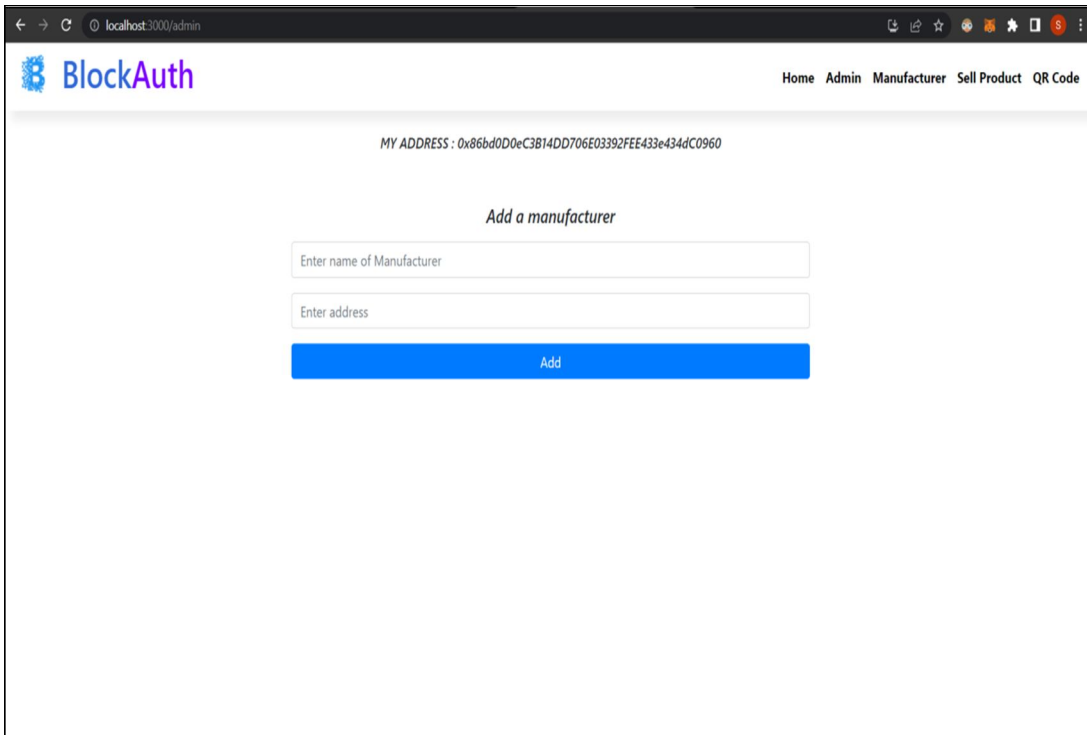 localhost:3000/admin
S
BlockAuth
Home Admin Manufacturer Sell Product QR Code
MY ADDRESS : 0x86bd0D0eC3B14DD706E03392FEE433e434dC0960
Add a manufacturer
Enter name of Manufacturer
Enter address
Add